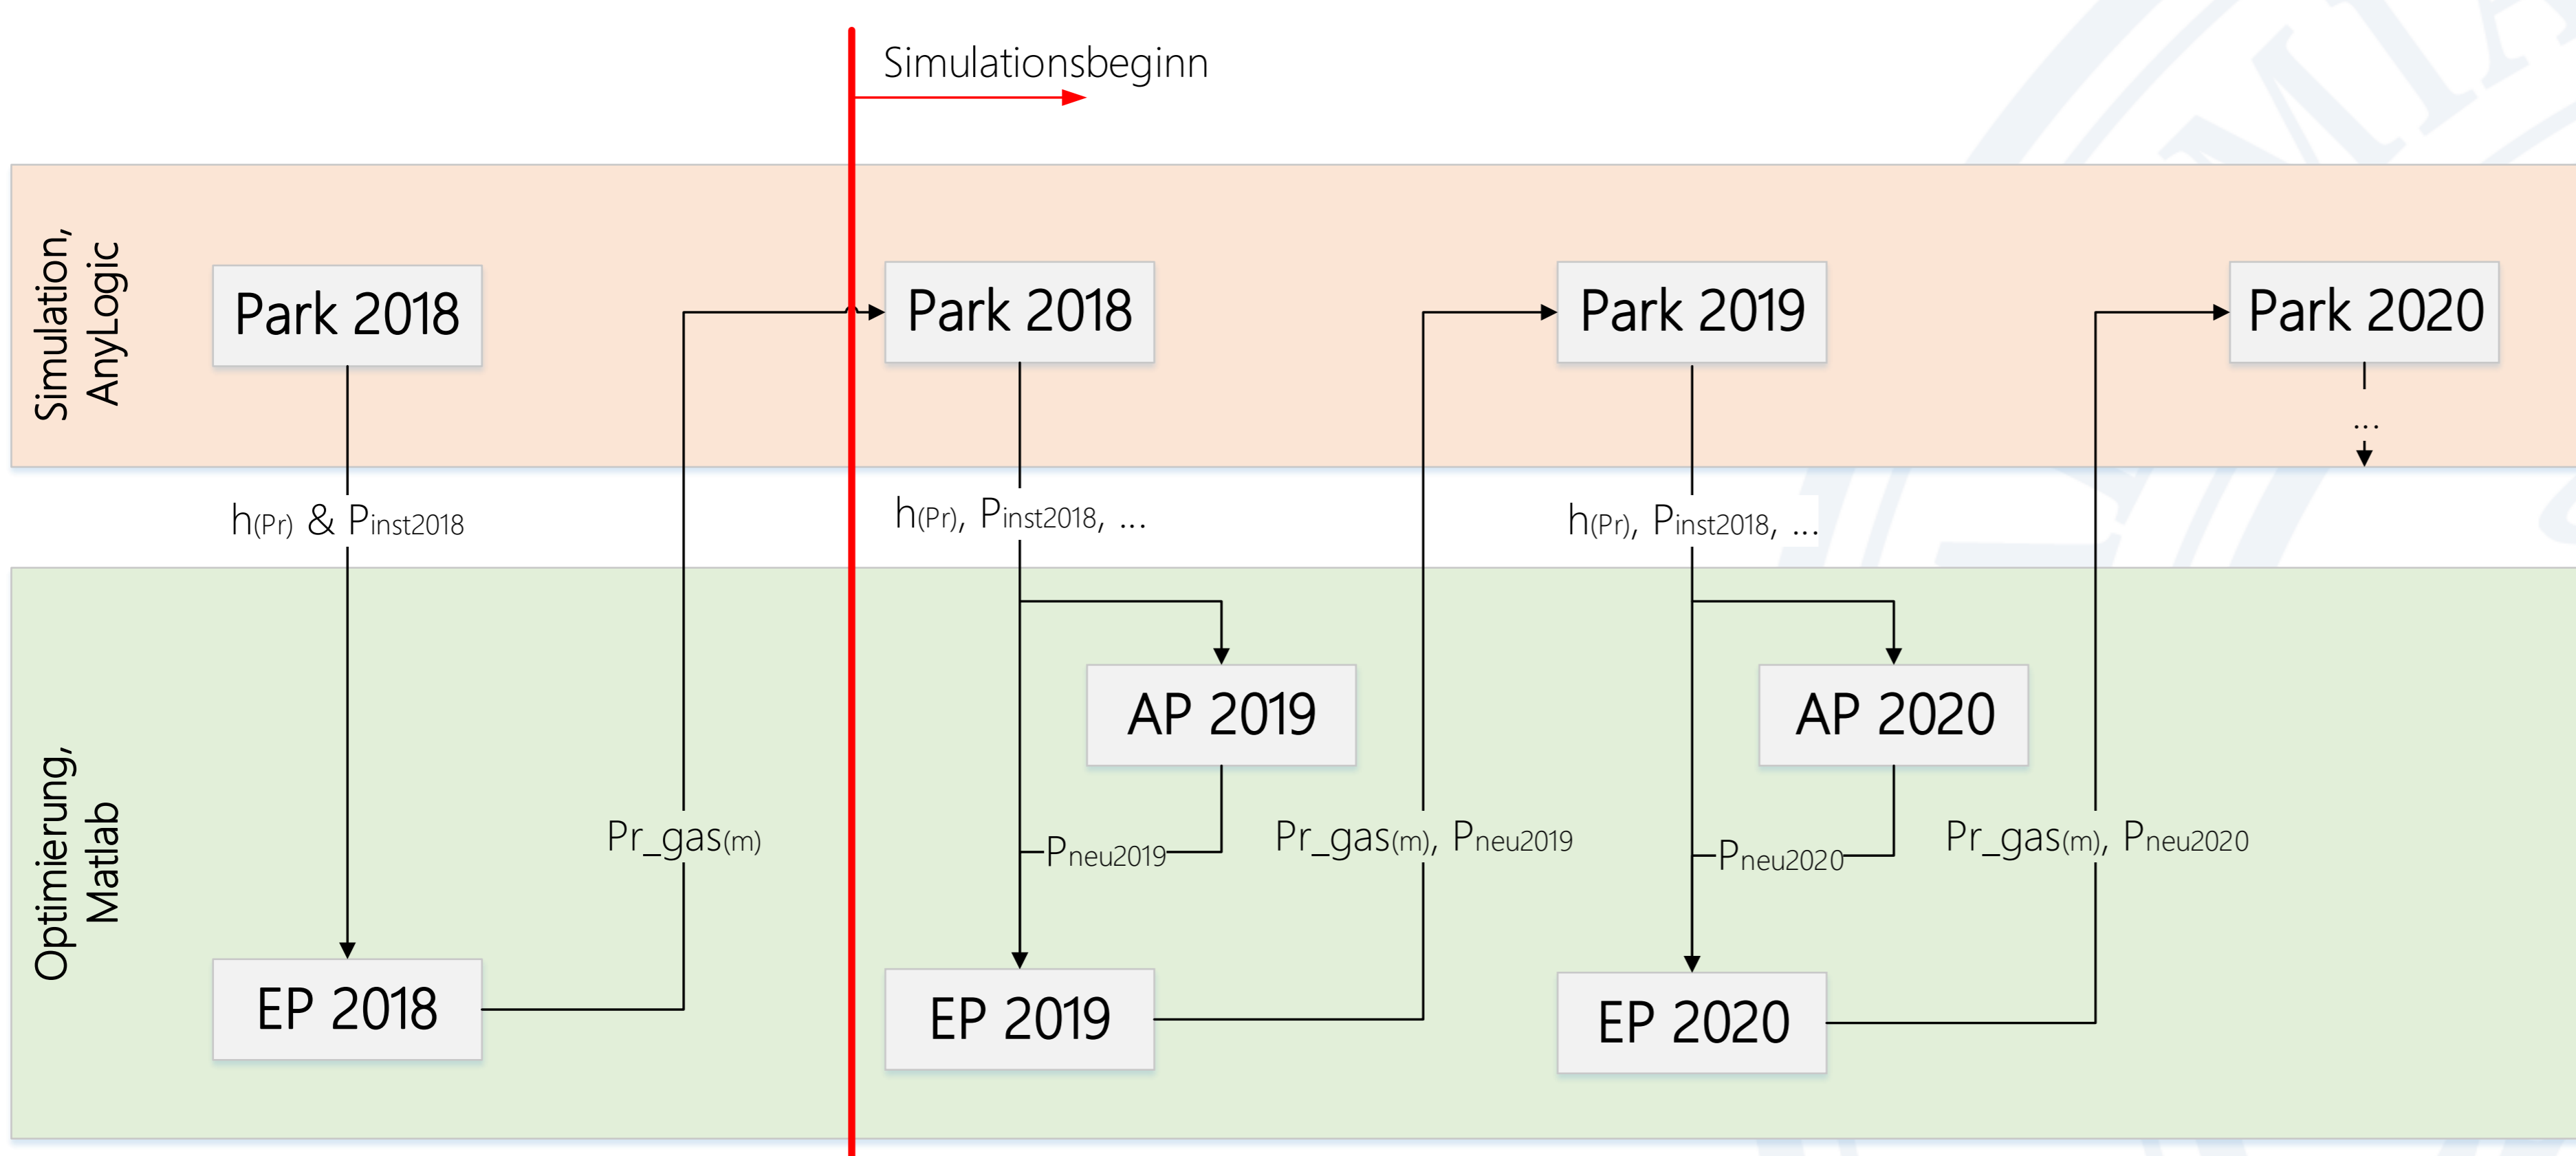 Simulationsbeginn
Simulation,
AnyLogic
Park 2018
Park 2018
Park 2019
Park 2020
...
h(Pr) & Pinst2018
h(Pr), Pinst2018, ...
h(Pr), Pinst2018, ...
Optimierung,
Matlab
AP 2019
AP 2020
Pr_gas(m)
Pneu2019
Pr_gas(m), Pneu2019
Pneu2020
Pr_gas(m), Pneu2020
EP 2018
EP 2019
EP 2020